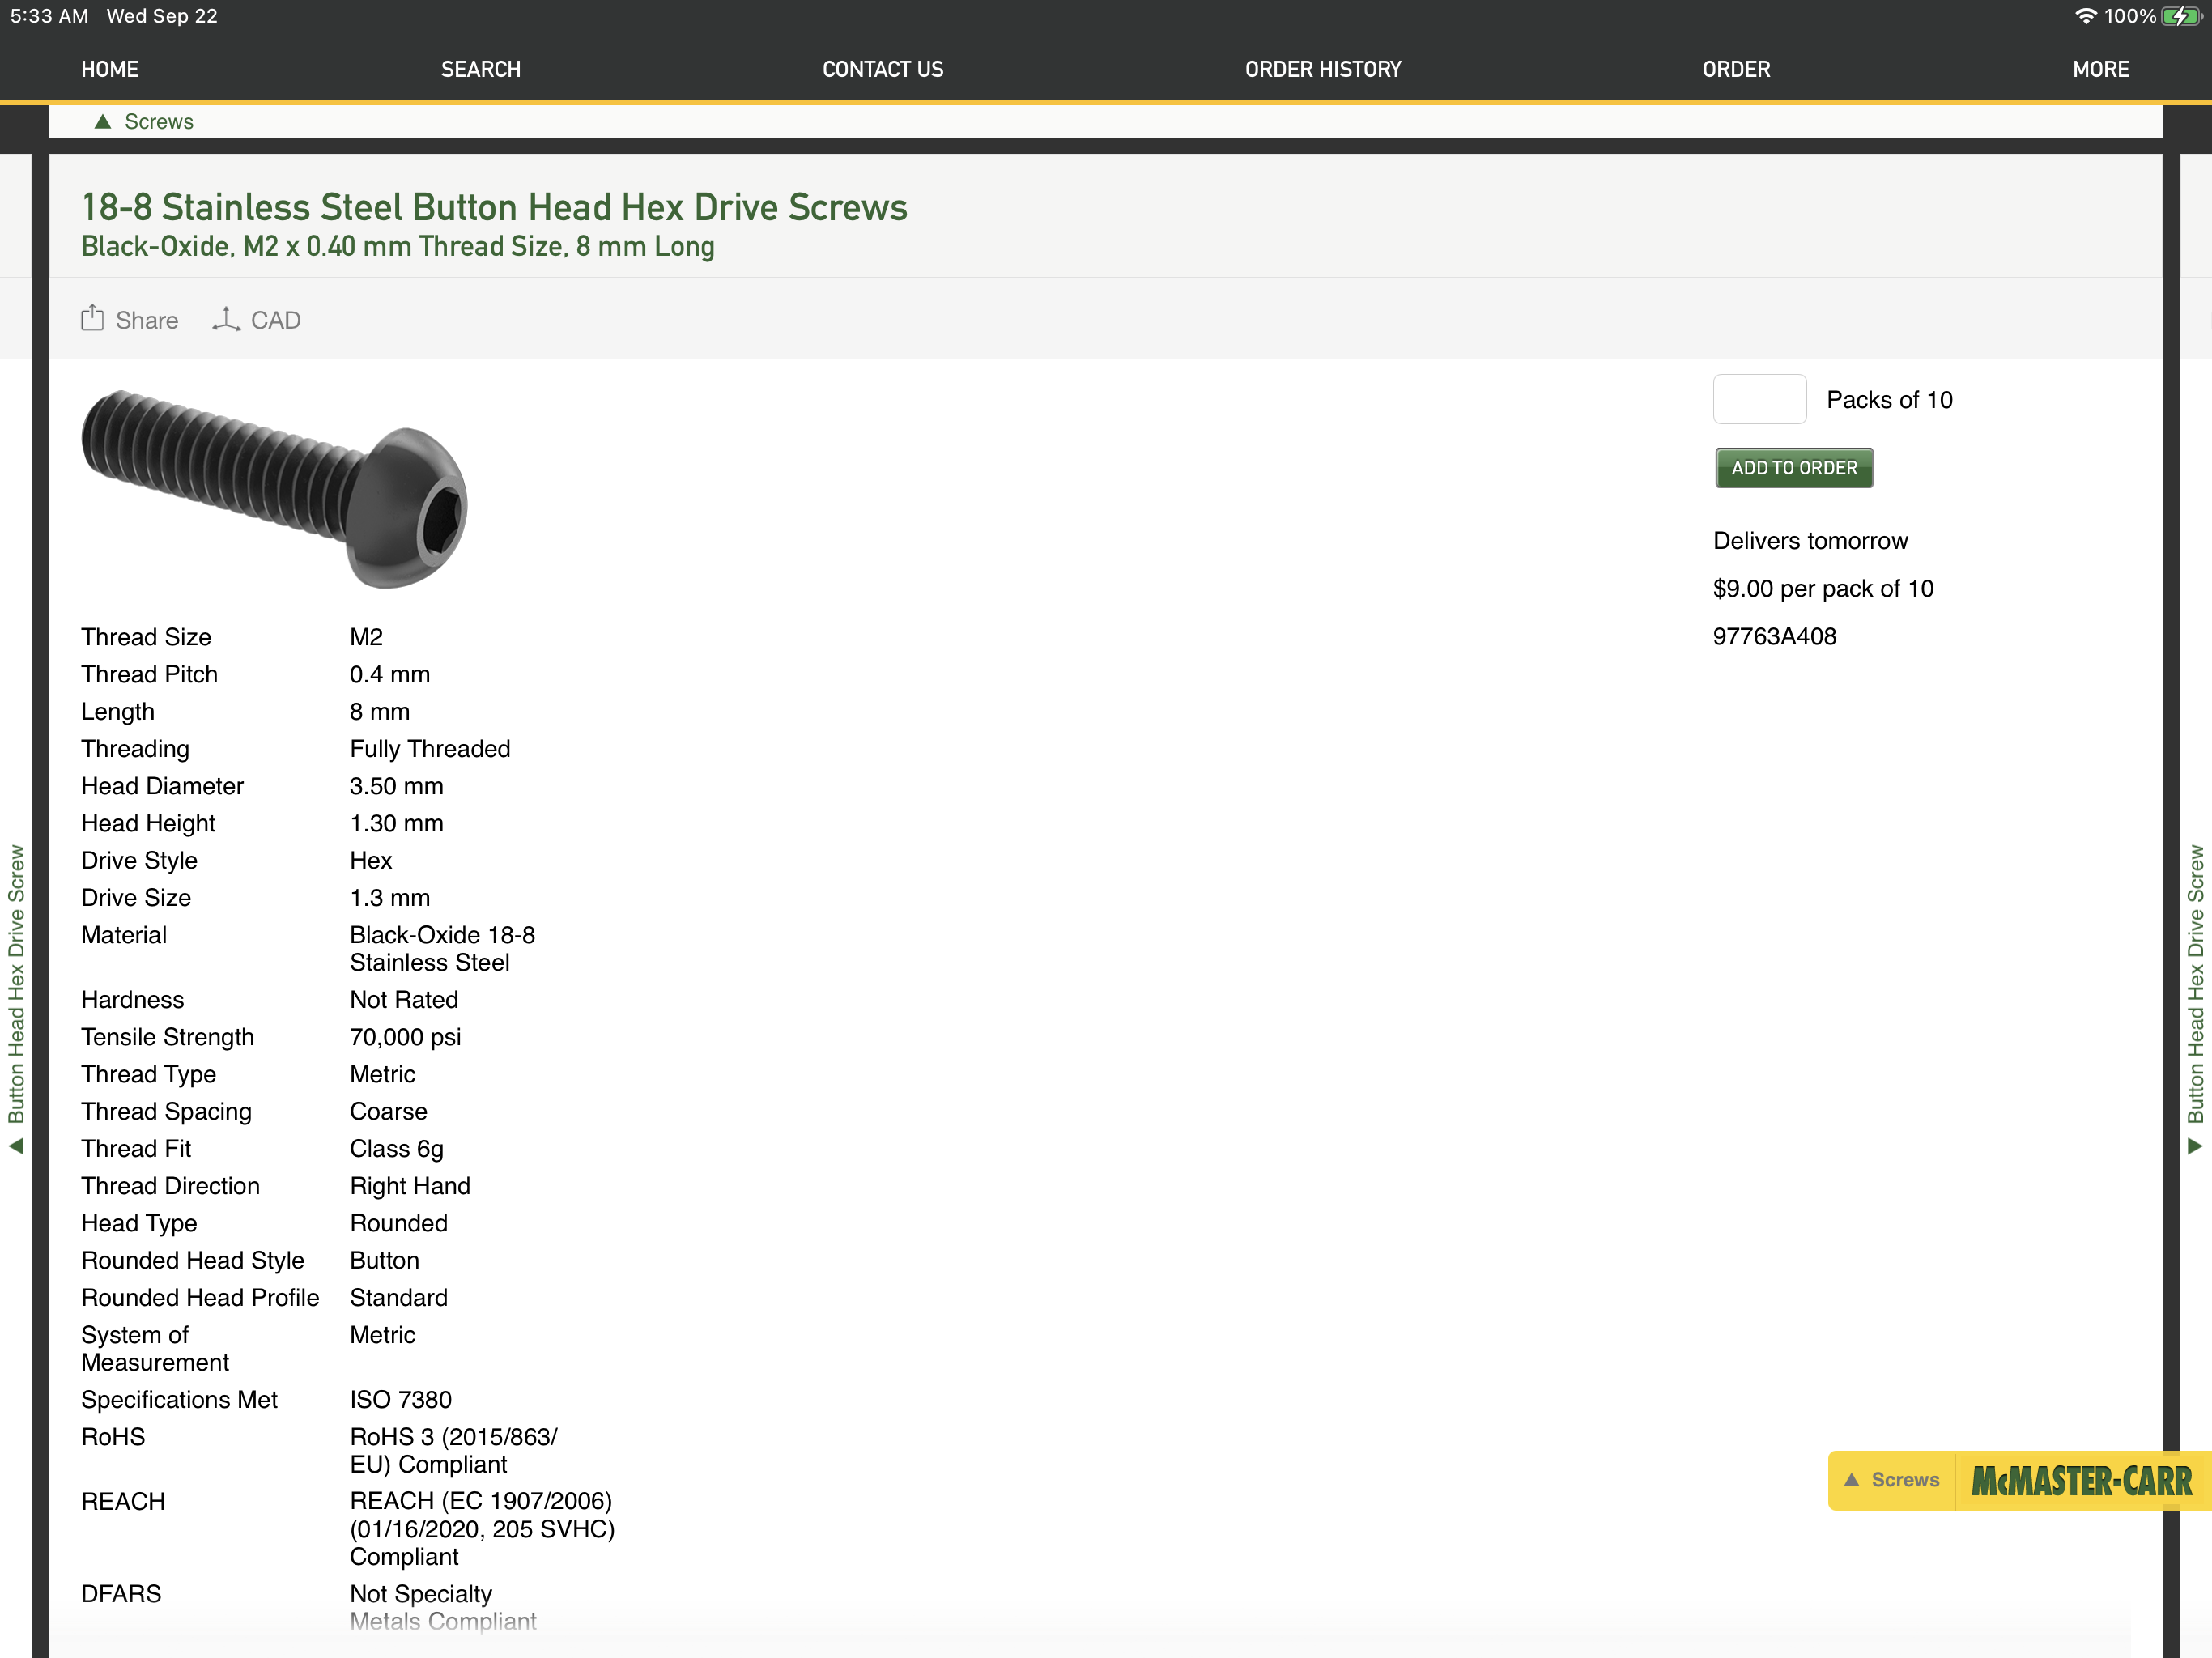 5:33 AM Wed Sep 22 100%
HOME SEARCH CONTACT US ORDER HISTORY ORDER MORE
▲ Screws
18-8 Stainless Steel Button Head Hex Drive Screws
Black-Oxide, M2 x 0.40 mm Thread Size, 8 mm Long
Share CAD
Packs of 10
ADD TO ORDER
Delivers tomorrow
$9.00 per pack of 10
97763A408
Thread Size M2
Thread Pitch 0.4 mm
Length 8 mm
Threading Fully Threaded
Head Diameter 3.50 mm
Head Height 1.30 mm
Drive Style Hex
Drive Size 1.3 mm
Material Black-Oxide 18-8
Stainless Steel
Hardness Not Rated
Tensile Strength 70,000 psi
Thread Type Metric
Thread Spacing Coarse
Thread Fit Class 6g
Thread Direction Right Hand
Head Type Rounded
Rounded Head Style Button
Rounded Head Profile Standard
System of Metric
Measurement
Specifications Met ISO 7380
RoHS RoHS 3 (2015/863/
EU) Compliant
REACH REACH (EC 1907/2006)
(01/16/2020, 205 SVHC)
Compliant
DFARS Not Specialty
Metals Compliant
Button Head Hex Drive Screw
Button Head Hex Drive Screw
▲ Screws McMASTER-CARR